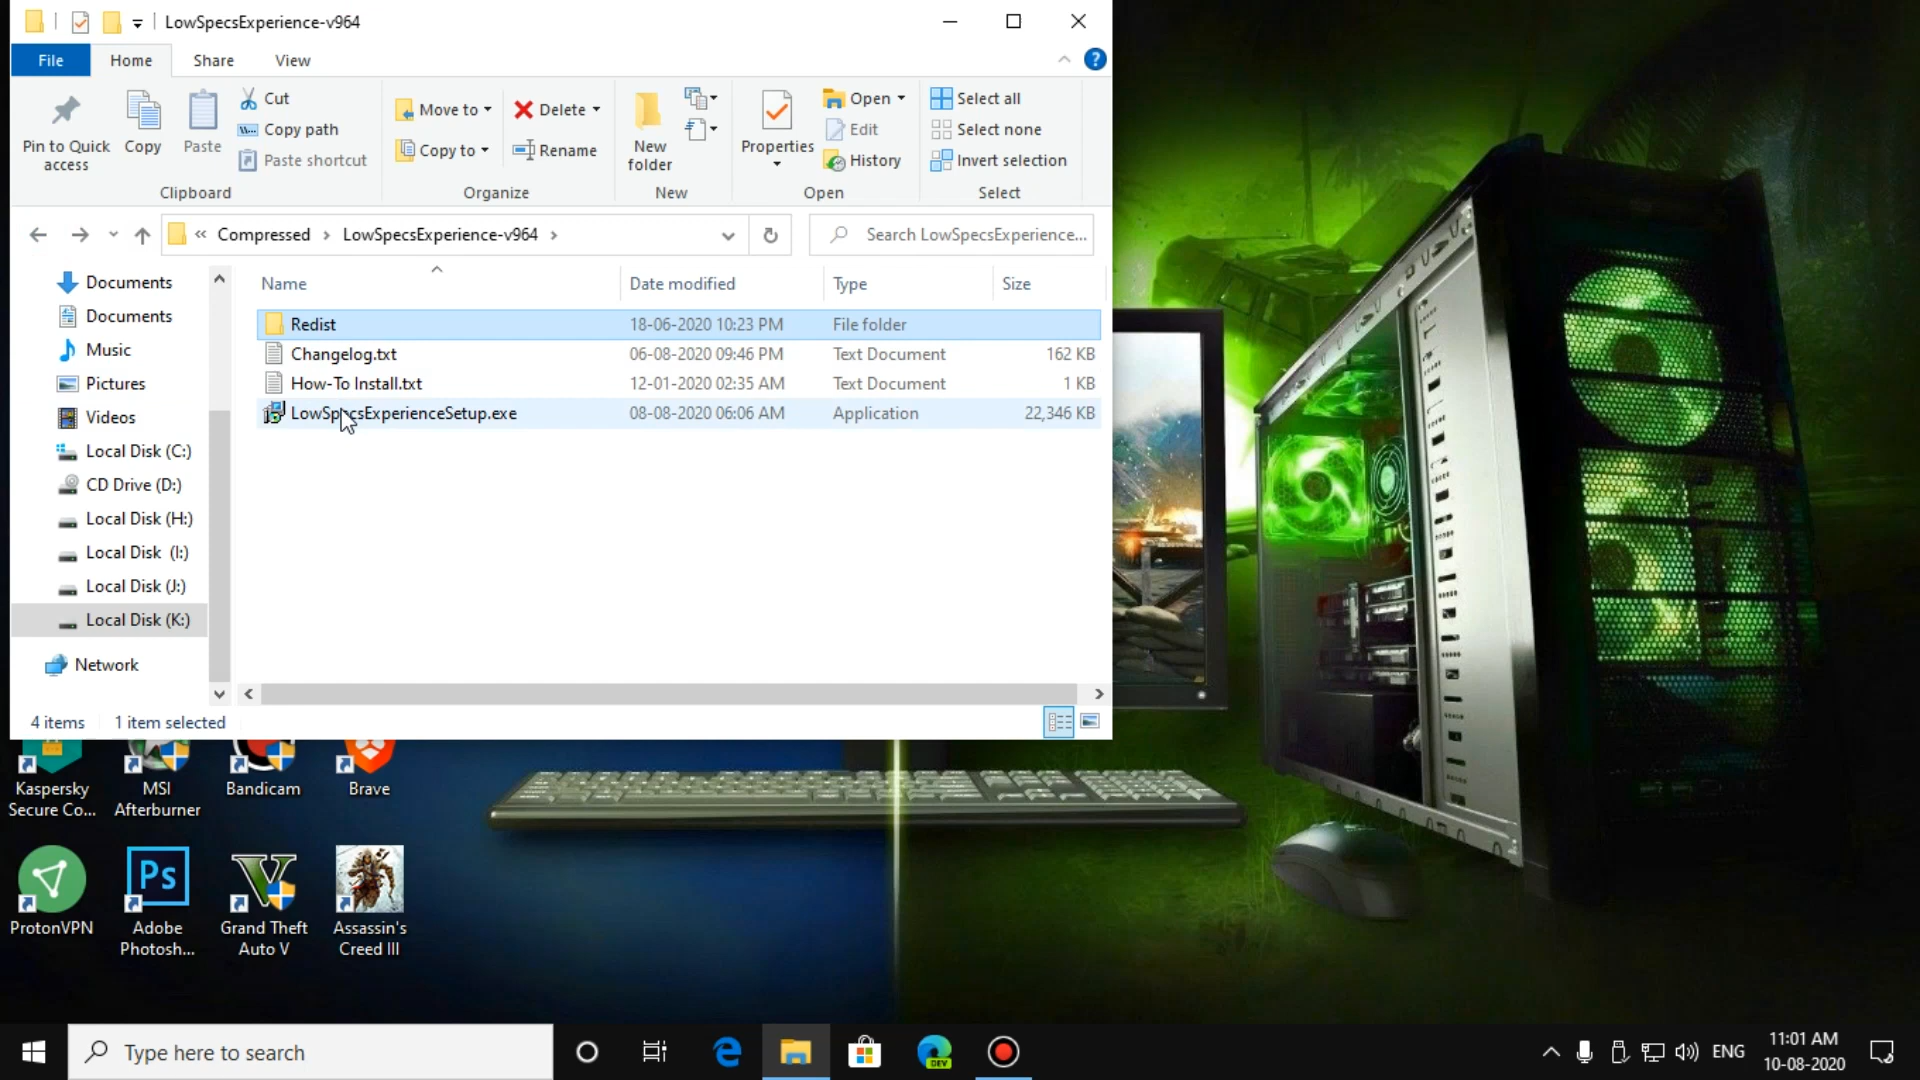 LowSpecsExperience-v964
File Home Share View
Pin to Quick access
Copy
Paste
Cut
Copy path
Paste shortcut
Clipboard
Move to
Copy to
Delete
Rename
Organize
New folder
New
Properties
Open
Edit
History
Open
Select all
Select none
Invert selection
Select
« Compressed › LowSpecsExperience-v964 ›
Search LowSpecsExperience...
Documents
Documents
Music
Pictures
Videos
Local Disk (C:)
CD Drive (D:)
Local Disk (H:)
Local Disk (I:)
Local Disk (J:)
Local Disk (K:)
Network
Name Date modified Type Size
Redist 18-06-2020 10:23 PM File folder
Changelog.txt 06-08-2020 09:46 PM Text Document 162 KB
How-To Install.txt 12-01-2020 02:35 AM Text Document 1 KB
LowSpecsExperienceSetup.exe 08-08-2020 06:06 AM Application 22,346 KB
4 items 1 item selected
Kaspersky Secure Co...
MSI Afterburner
Bandicam
Brave
ProtonVPN
Ps
Adobe Photosh...
Grand Theft Auto V
Assassin's Creed III
Type here to search
DEV
ENG
11:01 AM
10-08-2020